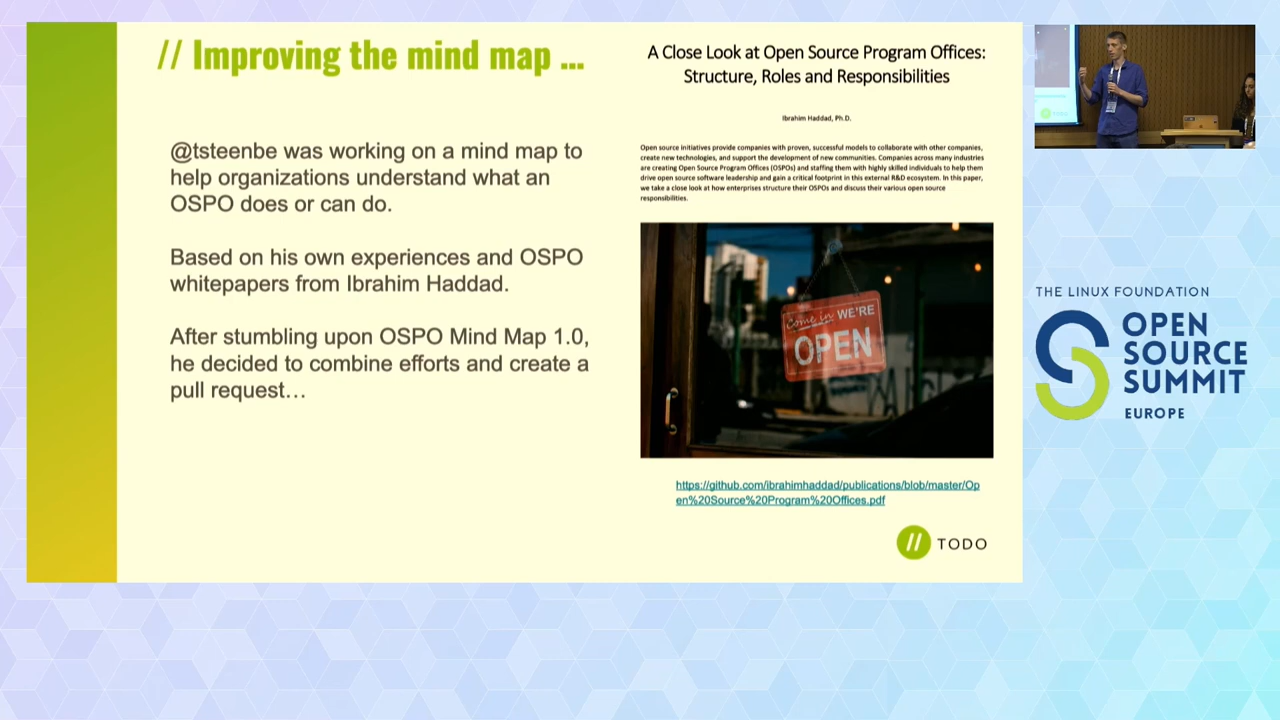 // Improving the mind map ...
@tsteenbe was working on a mind map to
help organizations understand what an
OSPO does or can do.
Based on his own experiences and OSPO
whitepapers from Ibrahim Haddad.
After stumbling upon OSPO Mind Map 1.0,
he decided to combine efforts and create a
pull request…
A Close Look at Open Source Program Offices:
Structure, Roles and Responsibilities
Ibrahim Haddad, Ph.D.
Open source initiatives provide companies with proven, successful models to collaborate with other companies,
create new technologies, and support the development of new communities. Companies across many industries
are creating Open Source Program Offices (OSPOs) and staffing them with highly skilled individuals to help them
drive open source software leadership and gain a critical footprint in this external R&D ecosystem. In this paper,
we take a close look at how enterprises structure their OSPOs and discuss their various open source
responsibilities.
Come in WE'RE
OPEN
https://github.com/ibrahimhaddad/publications/blob/master/Op
en%20Source%20Program%20Offices.pdf
// TODO
THE LINUX FOUNDATION
OPEN
SOURCE
SUMMIT
EUROPE